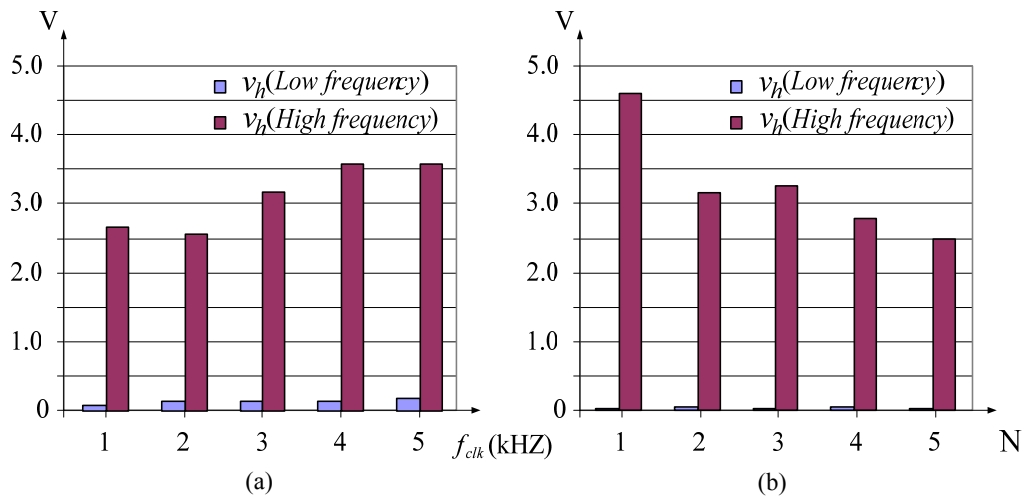 V
5.0
4.0
3.0
2.0
1.0
0
v_h(Low frequency)
v_h(High frequency)
1 2 3 4 5 f_clk(kHZ)
(a)
V
5.0
4.0
3.0
2.0
1.0
0
v_h(Low frequency)
v_h(High frequency)
1 2 3 4 5 N
(b)